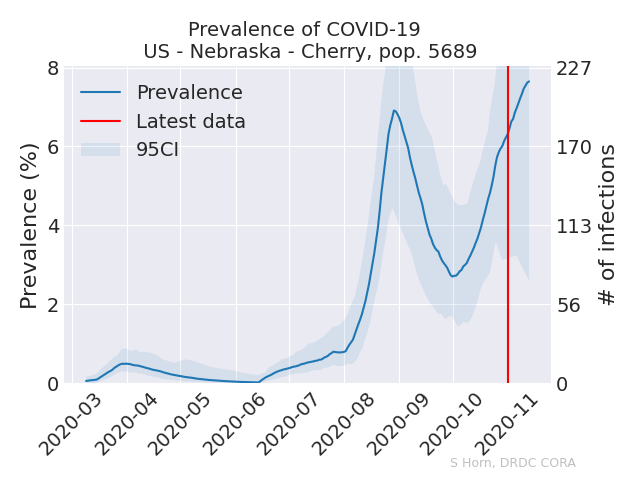 Prevalence of COVID-19
US - Nebraska - Cherry, pop. 5689
Prevalence
Latest data
95CI
Prevalence (%)
8
6
4
2
0
# of infections
227
170
113
56
0
2020-03
2020-04
2020-05
2020-06
2020-07
2020-08
2020-09
2020-10
2020-11
S Horn, DRDC CORA